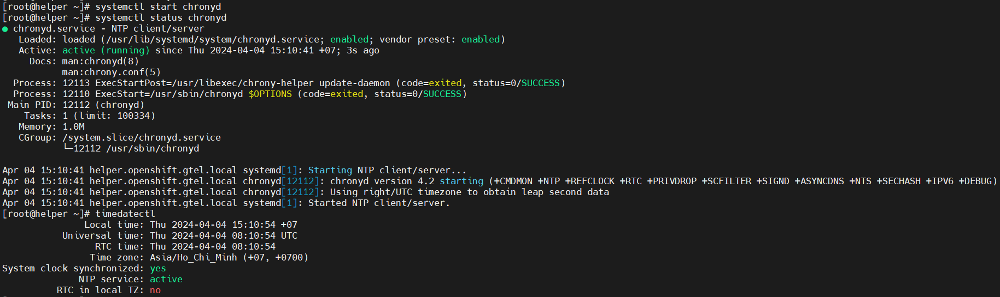 [root@helper ~]# systemctl start chronyd
[root@helper ~]# systemctl status chronyd
● chronyd.service - NTP client/server
   Loaded: loaded (/usr/lib/systemd/system/chronyd.service; enabled; vendor preset: enabled)
   Active: active (running) since Thu 2024-04-04 15:10:41 +07; 3s ago
     Docs: man:chronyd(8)
           man:chrony.conf(5)
  Process: 12113 ExecStartPost=/usr/libexec/chrony-helper update-daemon (code=exited, status=0/SUCCESS)
  Process: 12110 ExecStart=/usr/sbin/chronyd $OPTIONS (code=exited, status=0/SUCCESS)
 Main PID: 12112 (chronyd)
    Tasks: 1 (limit: 100334)
   Memory: 1.0M
   CGroup: /system.slice/chronyd.service
           └─12112 /usr/sbin/chronyd
Apr 04 15:10:41 helper.openshift.gtel.local systemd[1]: Starting NTP client/server...
Apr 04 15:10:41 helper.openshift.gtel.local chronyd[12112]: chronyd version 4.2 starting (+CMDMON +NTP +REFCLOCK +RTC +PRIVDROP +SCFILTER +SIGND +ASYNCDNS +NTS +SECHASH +IPV6 +DEBUG)
Apr 04 15:10:41 helper.openshift.gtel.local chronyd[12112]: Using right/UTC timezone to obtain leap second data
Apr 04 15:10:41 helper.openshift.gtel.local systemd[1]: Started NTP client/server.
[root@helper ~]# timedatectl
               Local time: Thu 2024-04-04 15:10:54 +07
           Universal time: Thu 2024-04-04 08:10:54 UTC
                 RTC time: Thu 2024-04-04 08:10:54
                Time zone: Asia/Ho_Chi_Minh (+07, +0700)
System clock synchronized: yes
              NTP service: active
          RTC in local TZ: no